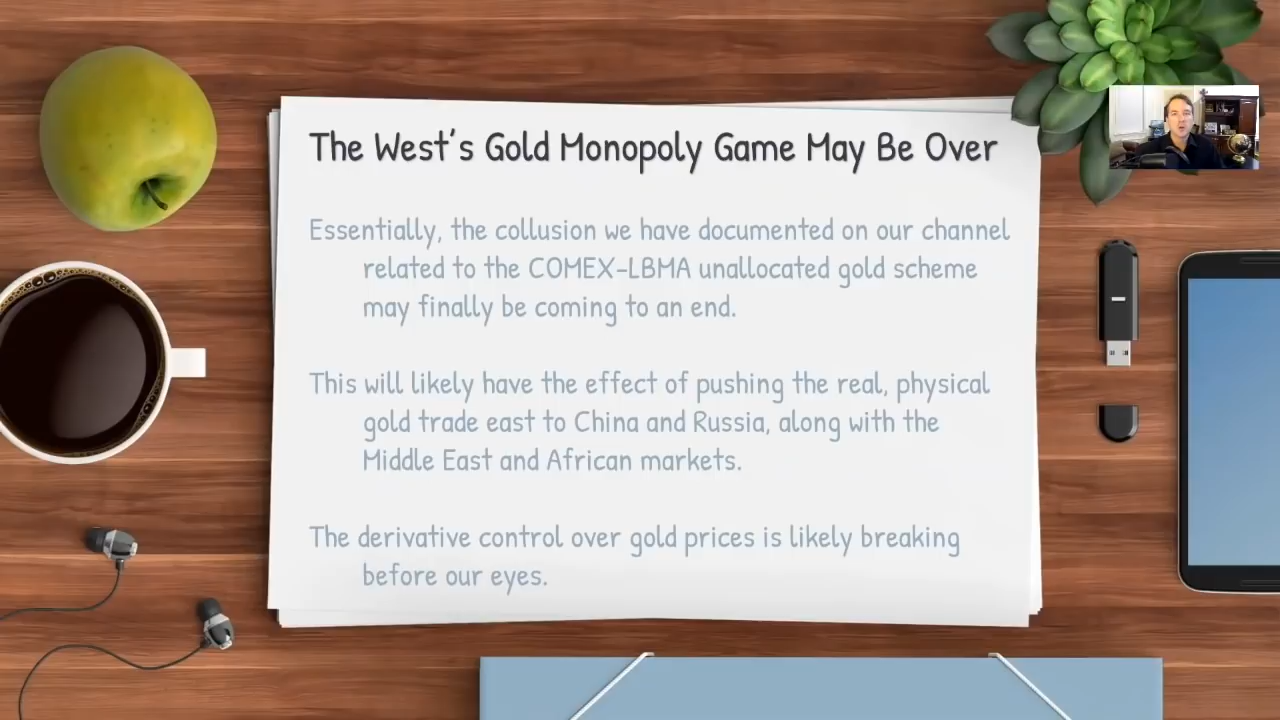 The West's Gold Monopoly Game May Be Over
Essentially, the collusion we have documented on our channel
related to the COMEX-LBMA unallocated gold scheme
may finally be coming to an end.
This will likely have the effect of pushing the real, physical
gold trade east to China and Russia, along with the
Middle East and African markets.
The derivative control over gold prices is likely breaking
before our eyes.